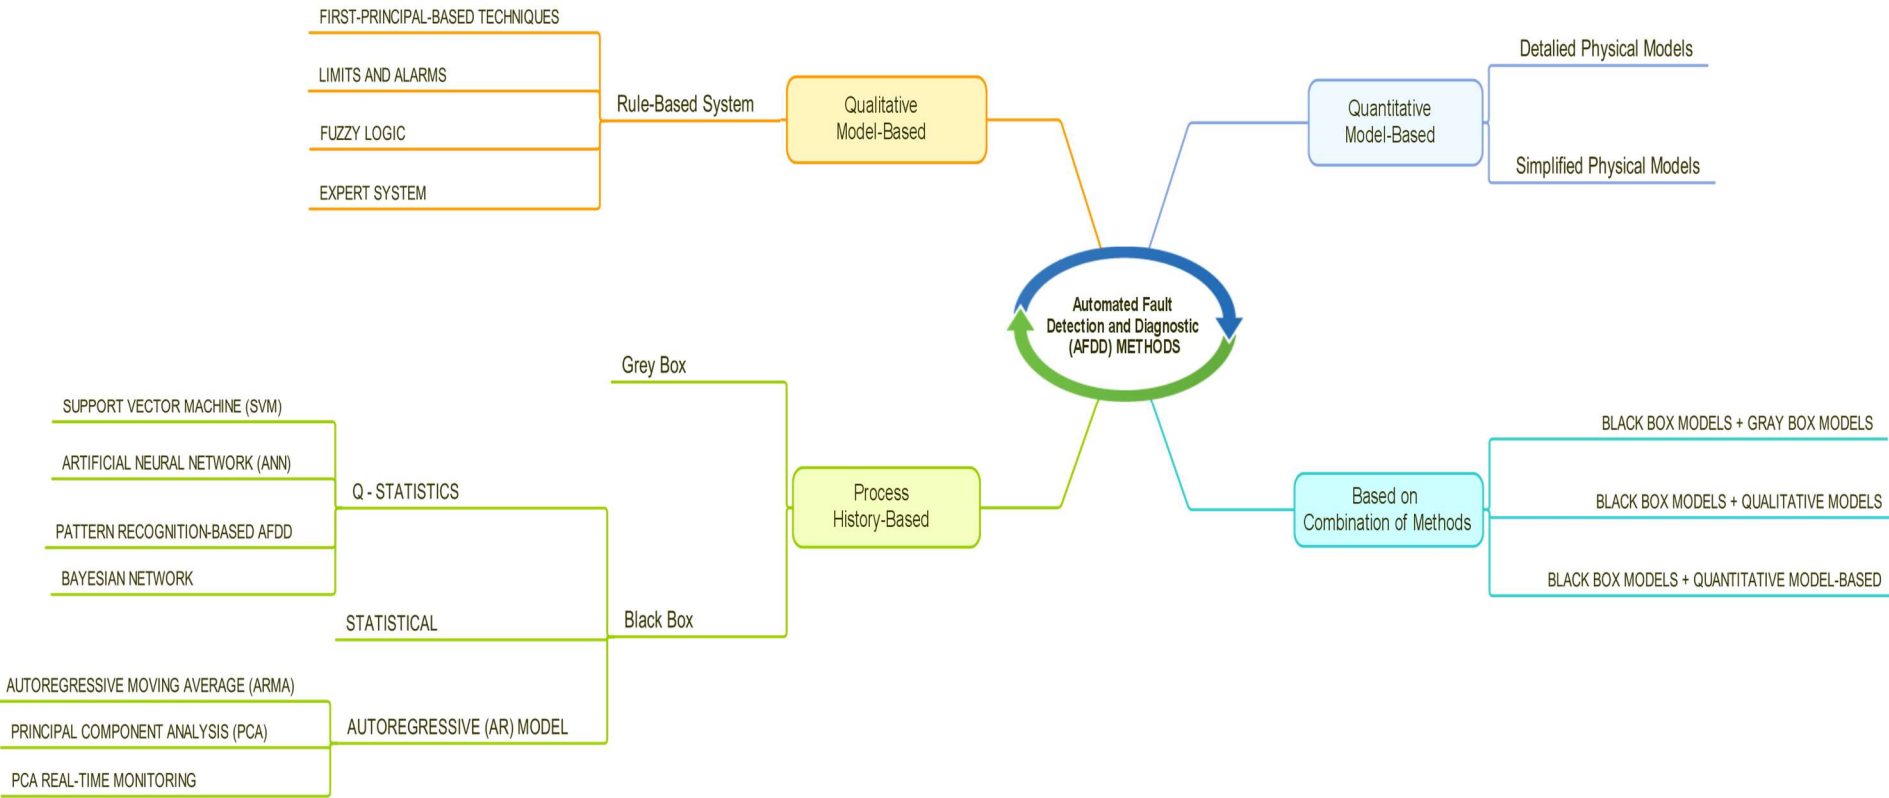 FIRST-PRINCIPAL-BASED TECHNIQUES
LIMITS AND ALARMS
FUZZY LOGIC
EXPERT SYSTEM
Rule-Based System
Qualitative
Model-Based
Quantitative
Model-Based
Detalied Physical Models
Simplified Physical Models
Automated Fault
Detection and Diagnostic
(AFDD) METHODS
Grey Box
SUPPORT VECTOR MACHINE (SVM)
ARTIFICIAL NEURAL NETWORK (ANN)
PATTERN RECOGNITION-BASED AFDD
BAYESIAN NETWORK
Q - STATISTICS
STATISTICAL
AUTOREGRESSIVE MOVING AVERAGE (ARMA)
PRINCIPAL COMPONENT ANALYSIS (PCA)
PCA REAL-TIME MONITORING
AUTOREGRESSIVE (AR) MODEL
Black Box
Process
History-Based
Based on
Combination of Methods
BLACK BOX MODELS + GRAY BOX MODELS
BLACK BOX MODELS + QUALITATIVE MODELS
BLACK BOX MODELS + QUANTITATIVE MODEL-BASED